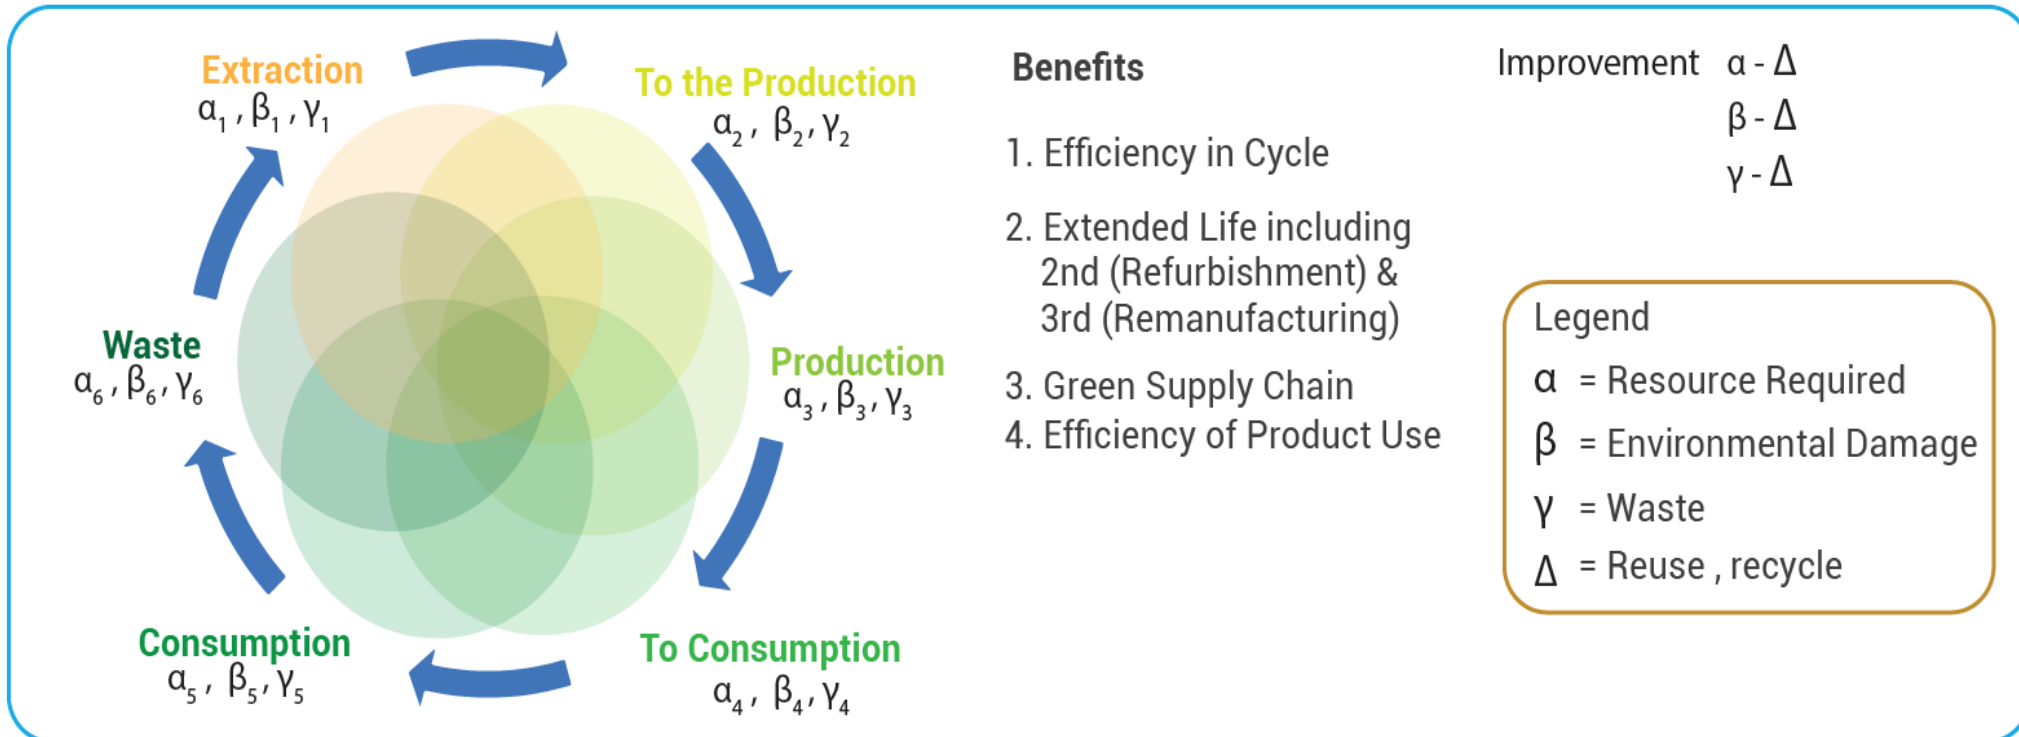 Extraction
α₁ , β₁ , γ₁
To the Production
α₂ , β₂ , γ₂
Production
α₃ , β₃ , γ₃
To Consumption
α₄ , β₄ , γ₄
Consumption
α₅ , β₅ , γ₅
Waste
α₆ , β₆ , γ₆
Benefits
1. Efficiency in Cycle
2. Extended Life including
2nd (Refurbishment) &
3rd (Remanufacturing)
3. Green Supply Chain
4. Efficiency of Product Use
Improvement α - Δ
β - Δ
γ - Δ
Legend
α = Resource Required
β = Environmental Damage
γ = Waste
Δ = Reuse , recycle